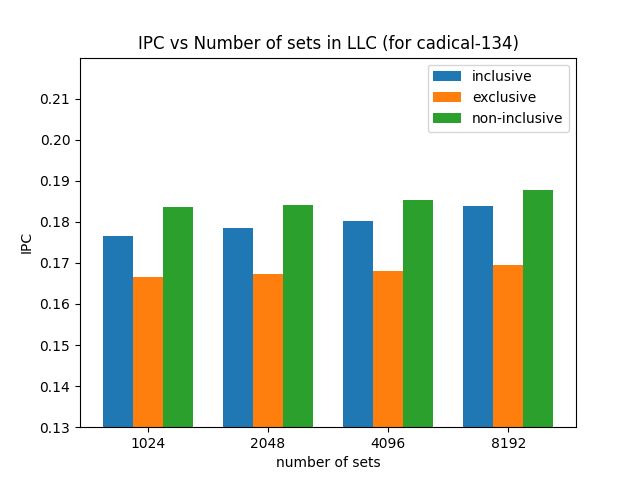 IPC vs Number of sets in LLC (for cadical-134)
inclusive
exclusive
non-inclusive
0.21
0.20
0.19
0.18
0.17
0.16
0.15
0.14
0.13
IPC
1024 2048 4096 8192
number of sets